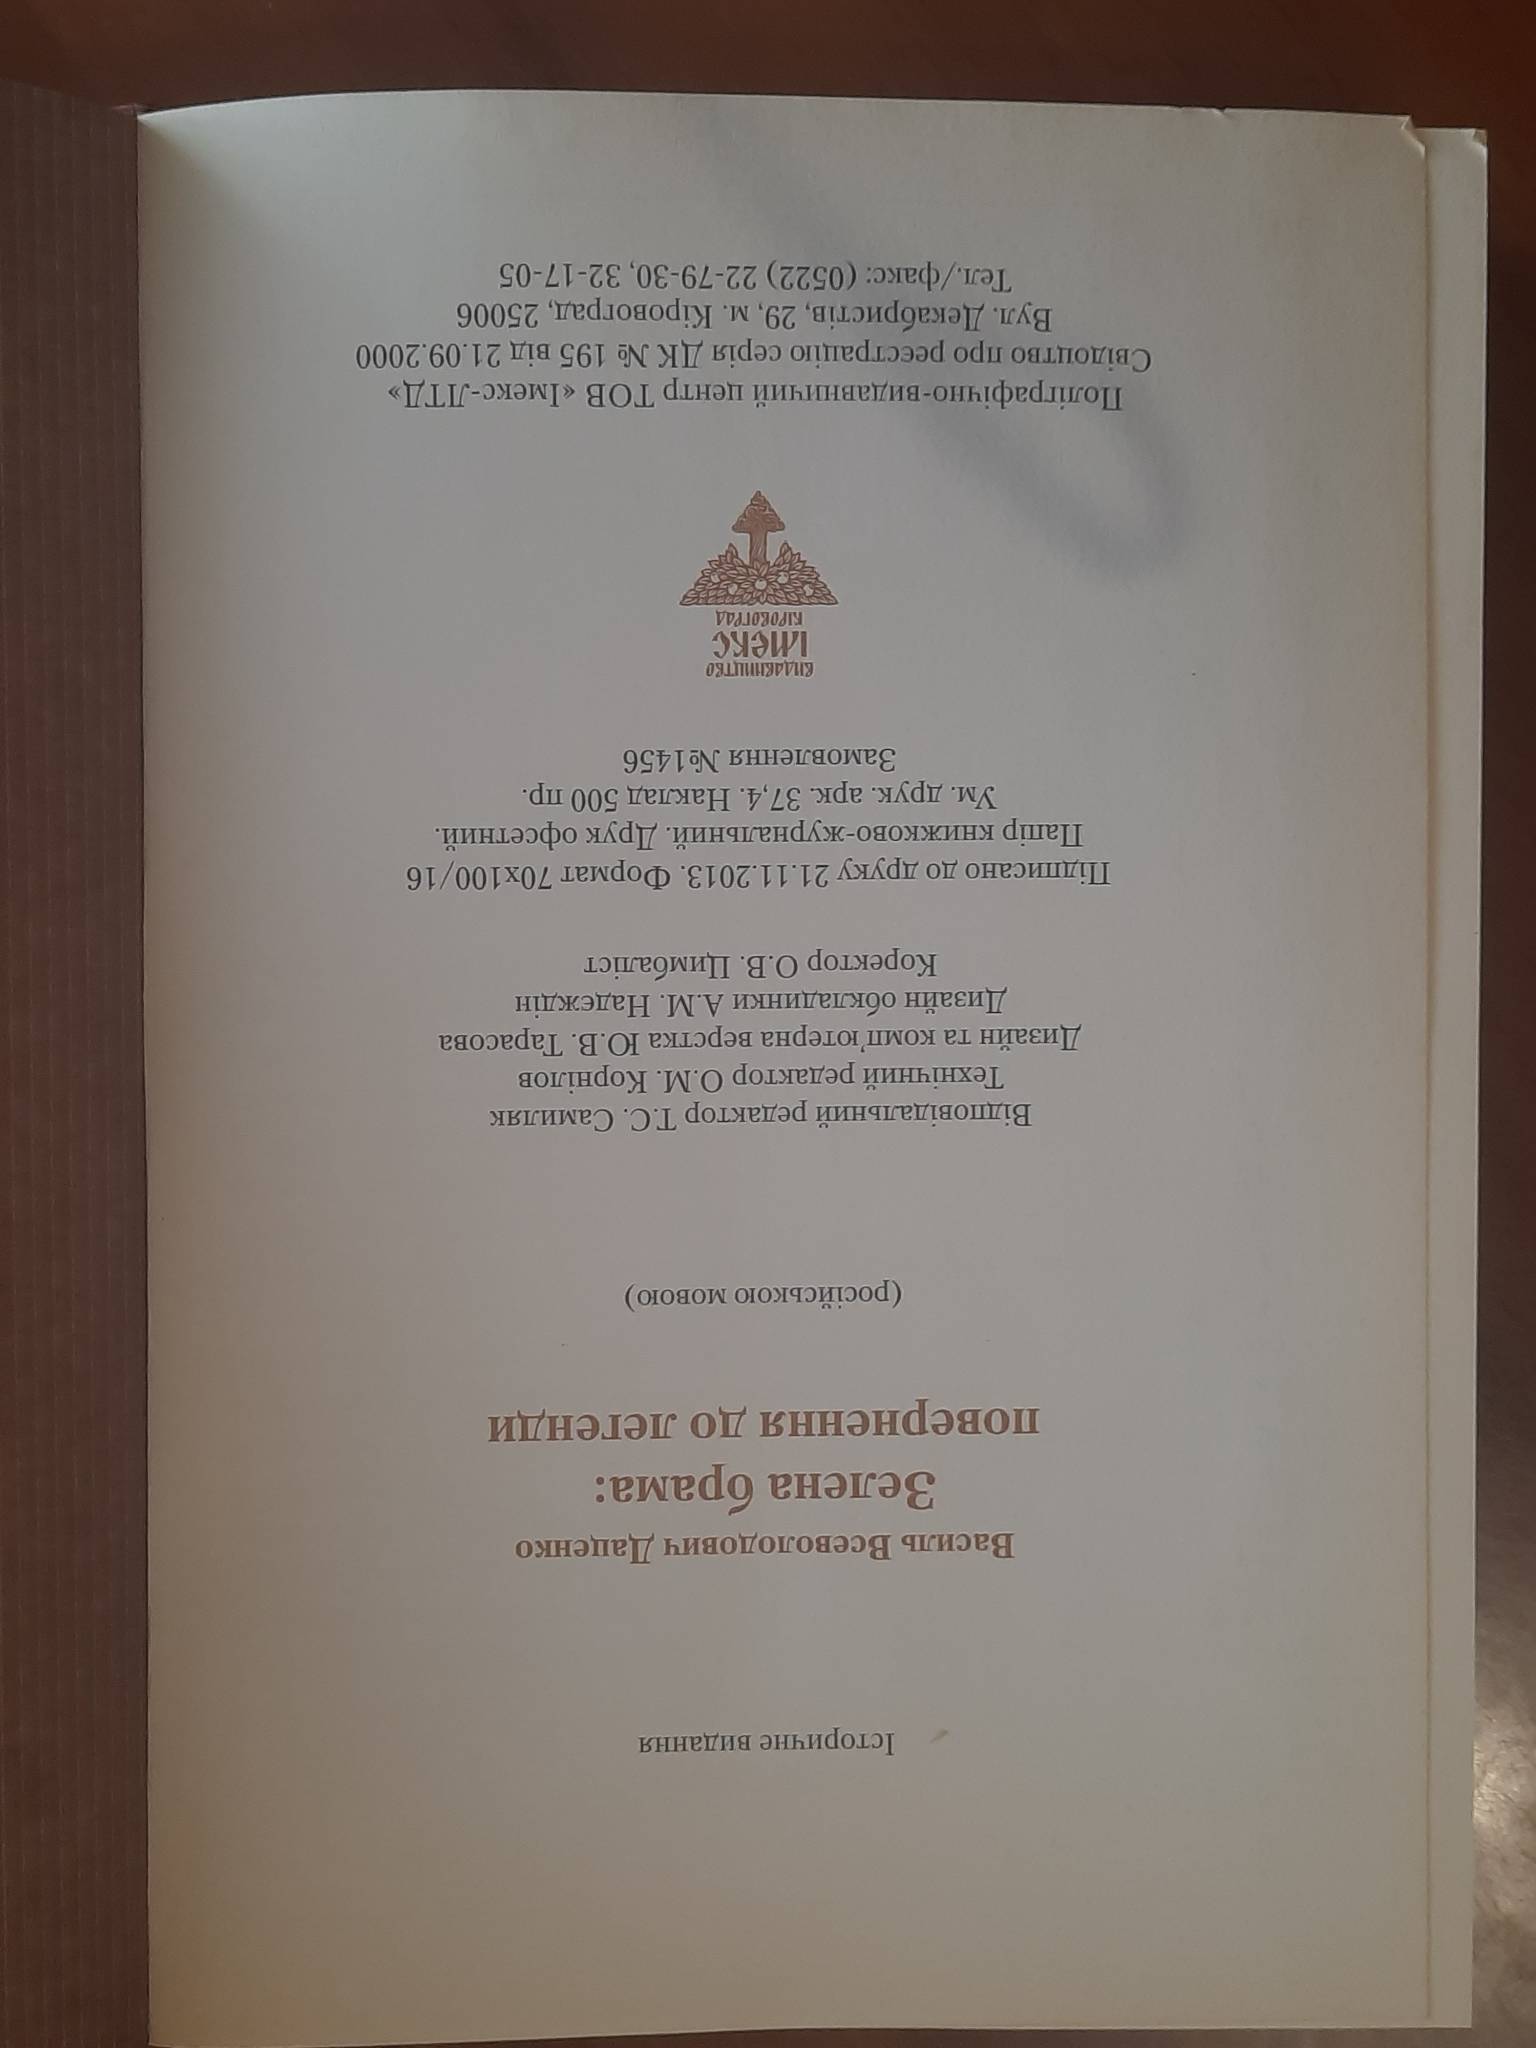 Історичне видання
Василь Всеволодович Даценко
Зелена брама:
повернення до легенди
(російською мовою)
Відповідальний редактор Т.С. Самиляк
Технічний редактор О.М. Корнілов
Дизайн та комп'ютерна верстка Ю.В. Тарасова
Дизайн обкладинки А.М. Надеждін
Коректор О.В. Цимбаліст
Підписано до друку 21.11.2013. Формат 70х100/16
Папір книжково-журнальний. Друк офсетний.
Ум. друк. арк. 37,4. Наклад 500 пр.
Замовлення №1456
ВИДАВНИЦТВО
ІМЕКС
КІРОВОГРАД
Поліграфічно-видавничий центр ТОВ «Імекс-ЛТД»
Свідоцтво про реєстрацію серія ДК № 195 від 21.09.2000
Вул. Декабристів, 29, м. Кіровоград, 25006
Тел./факс: (0522) 22-79-30, 32-17-05